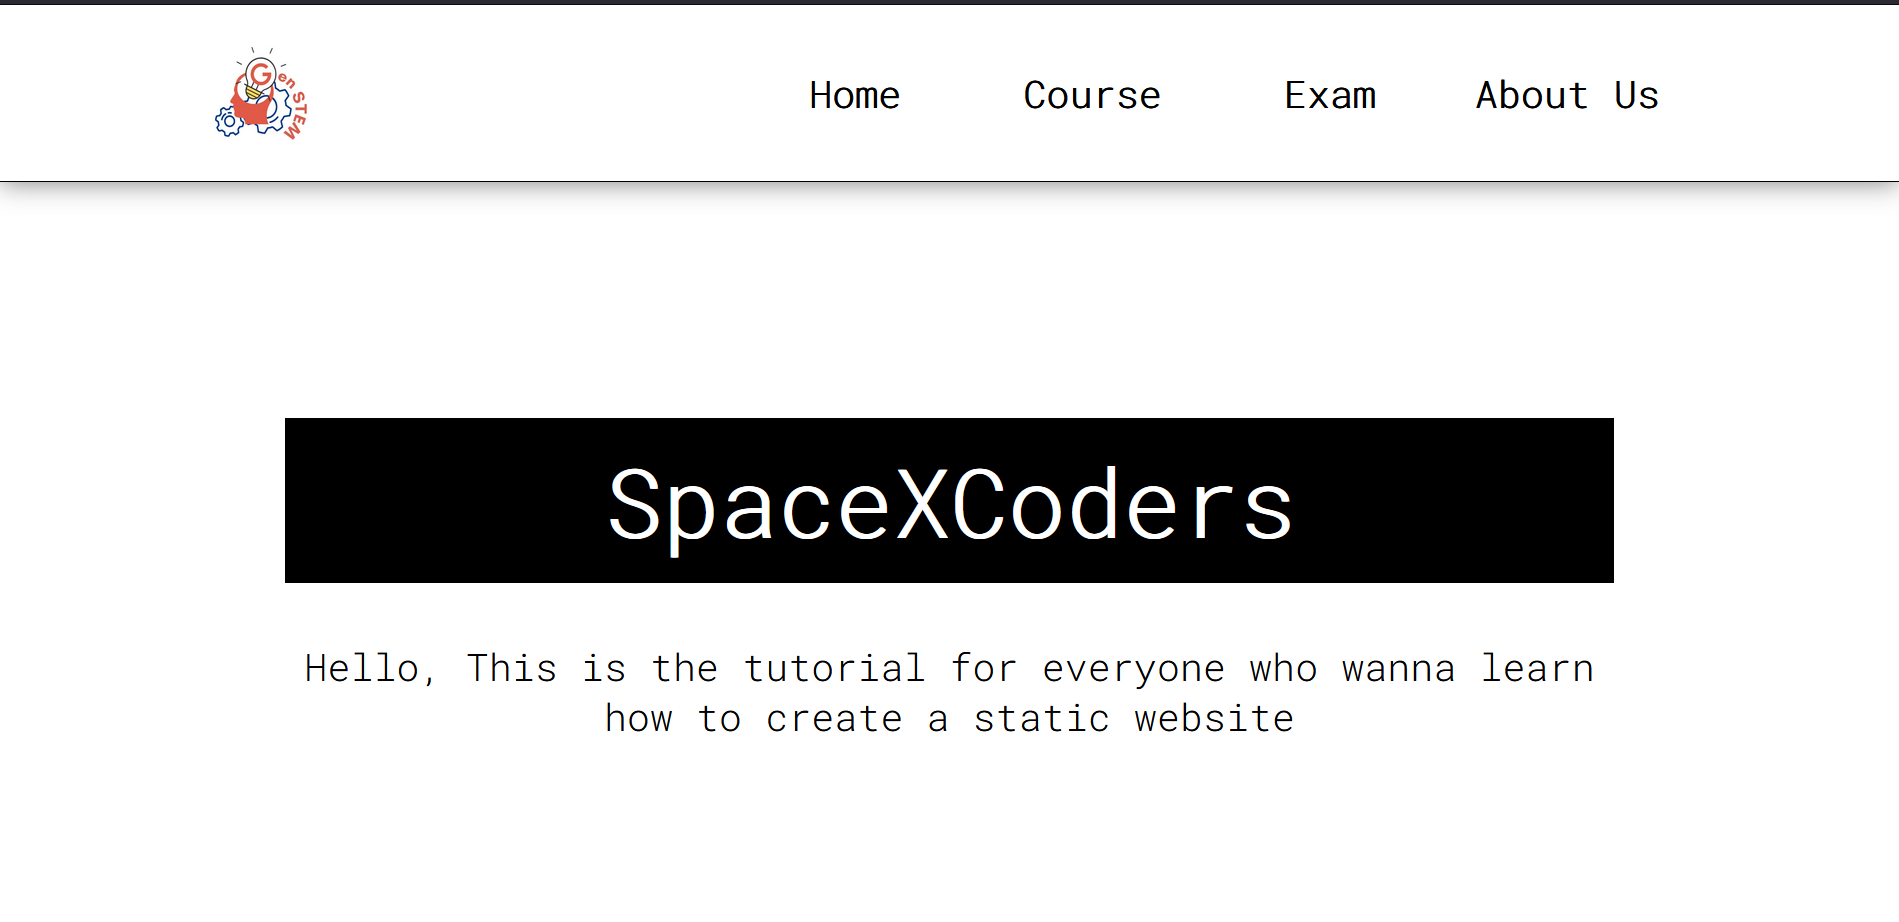 Gen STEM
Home Course Exam About Us
SpaceXCoders
Hello, This is the tutorial for everyone who wanna learn
how to create a static website